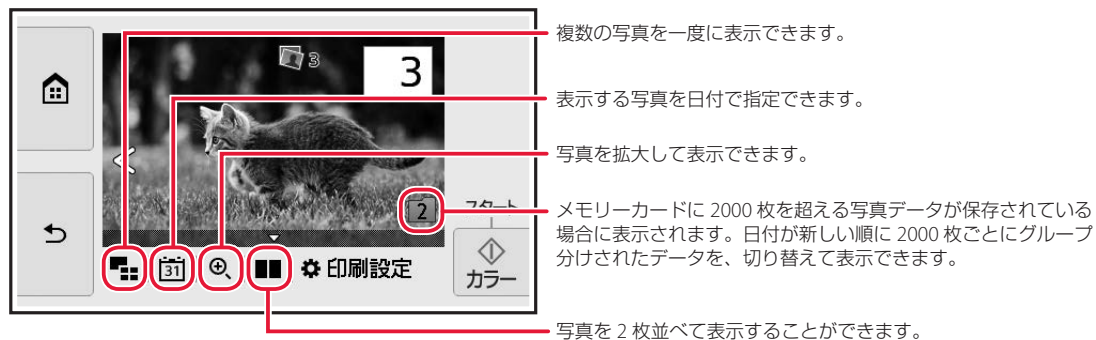 複数の写真を一度に表示できます。
3
3
表示する写真を日付で指定できます。
写真を拡大して表示できます。
2
スタート
メモリーカードに 2000 枚を超える写真データが保存されている
場合に表示されます。日付が新しい順に 2000 枚ごとにグループ
分けされたデータを、切り替えて表示できます。
31
印刷設定
カラー
写真を 2 枚並べて表示することができます。